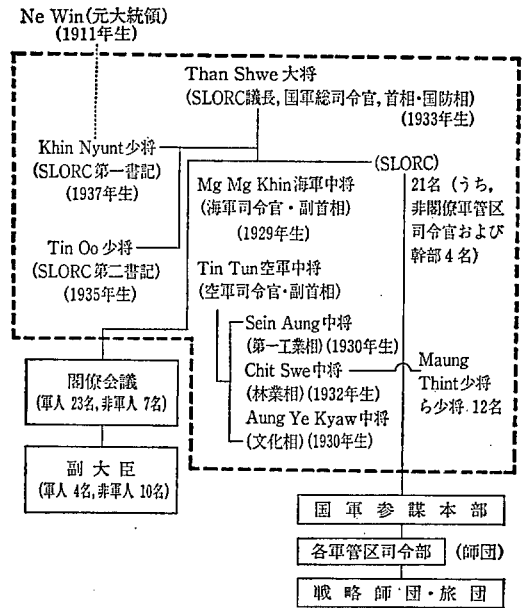 Ne Win(元大統領)
(1911年生)
Than Shwe 大将
(SLORC議長, 国軍総司令官, 首相・国防相)
(1933年生)
Khin Nyunt 少将
(SLORC第一書記)
(1937年生)
(SLORC)
Mg Mg Khin海軍中将
(海軍司令官・副首相)
(1929年生)
21名(うち,
非閣僚軍管区
司令官および
幹部4名)
Tin Oo 少将
(SLORC第二書記)
(1935年生)
Tin Tun空軍中将
(空軍司令官・副首相)
Sein Aung中将
(第一工業相)(1930年生)
Chit Swe中将
(林業相)(1932年生)
Aung Ye Kyaw中将
(文化相)(1930年生)
Maung
Thint少将
ら少将12名
閣僚会議
(軍人23名,非軍人7名)
副大臣
(軍人4名,非軍人10名)
国軍参謀本部
各軍管区司令部
(師団)
戦略師団・旅団